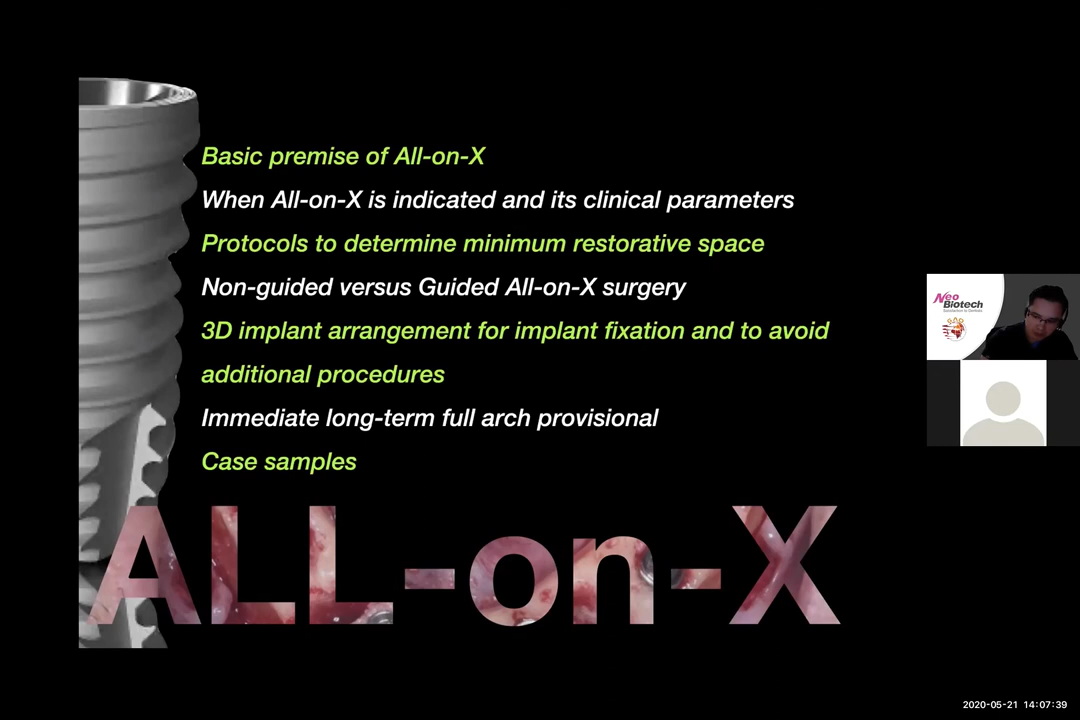 Basic premise of All-on-X
When All-on-X is indicated and its clinical parameters
Protocols to determine minimum restorative space
Non-guided versus Guided All-on-X surgery
3D implant arrangement for implant fixation and to avoid
additional procedures
Immediate long-term full arch provisional
Case samples
ALL-on-X
Neo
Biotech
2020-05-21 14:07:39